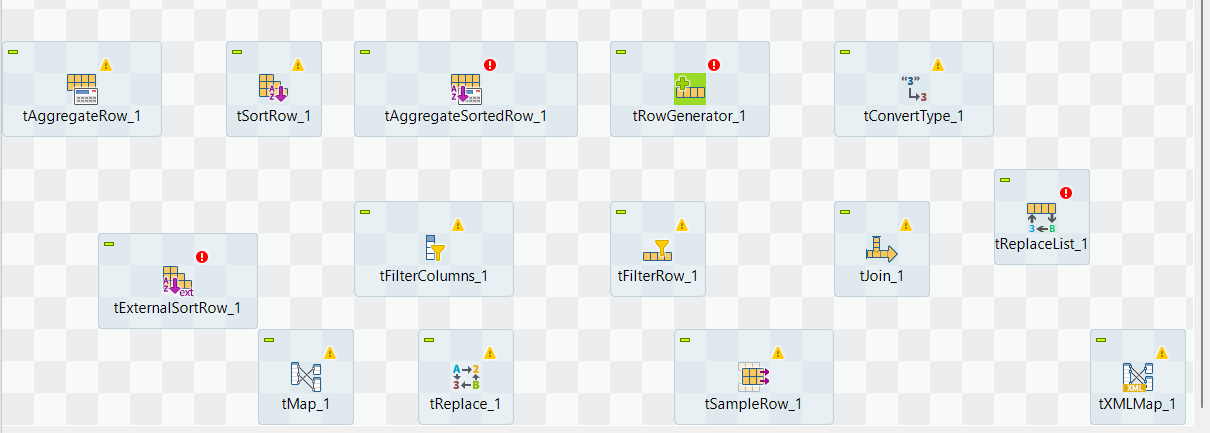 tAggregateRow_1
tSortRow_1
tAggregateSortedRow_1
tRowGenerator_1
"3"
3
tConvertType_1
3 B
tReplaceList_1
tFilterColumns_1
tFilterRow_1
tJoin_1
A
Z
ext
tExternalSortRow_1
tMap_1
A 2
3 B
tReplace_1
tSampleRow_1
XML
tXMLMap_1